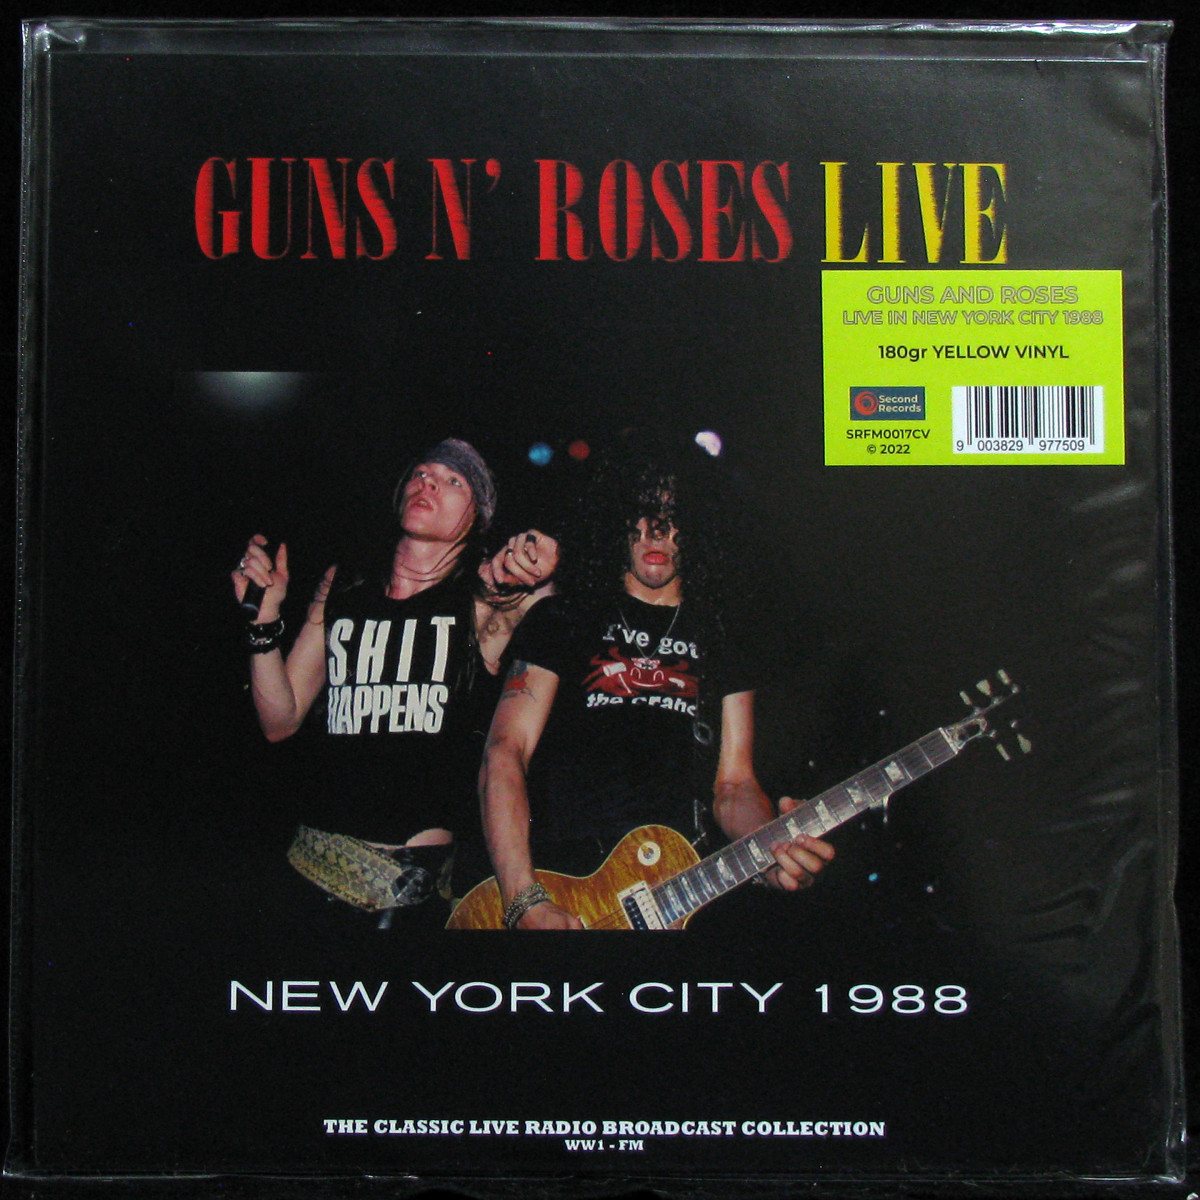 GUNS N' ROSES LIVE
GUNS AND ROSES
LIVE IN NEW YORK CITY 1988
180gr YELLOW VINYL
Second
Records
SRFM0017CV
© 2022
9 003829 977509
SHIT
HAPPENS
I've got
the
NEW YORK CITY 1988
THE CLASSIC LIVE RADIO BROADCAST COLLECTION
WW1 - FM